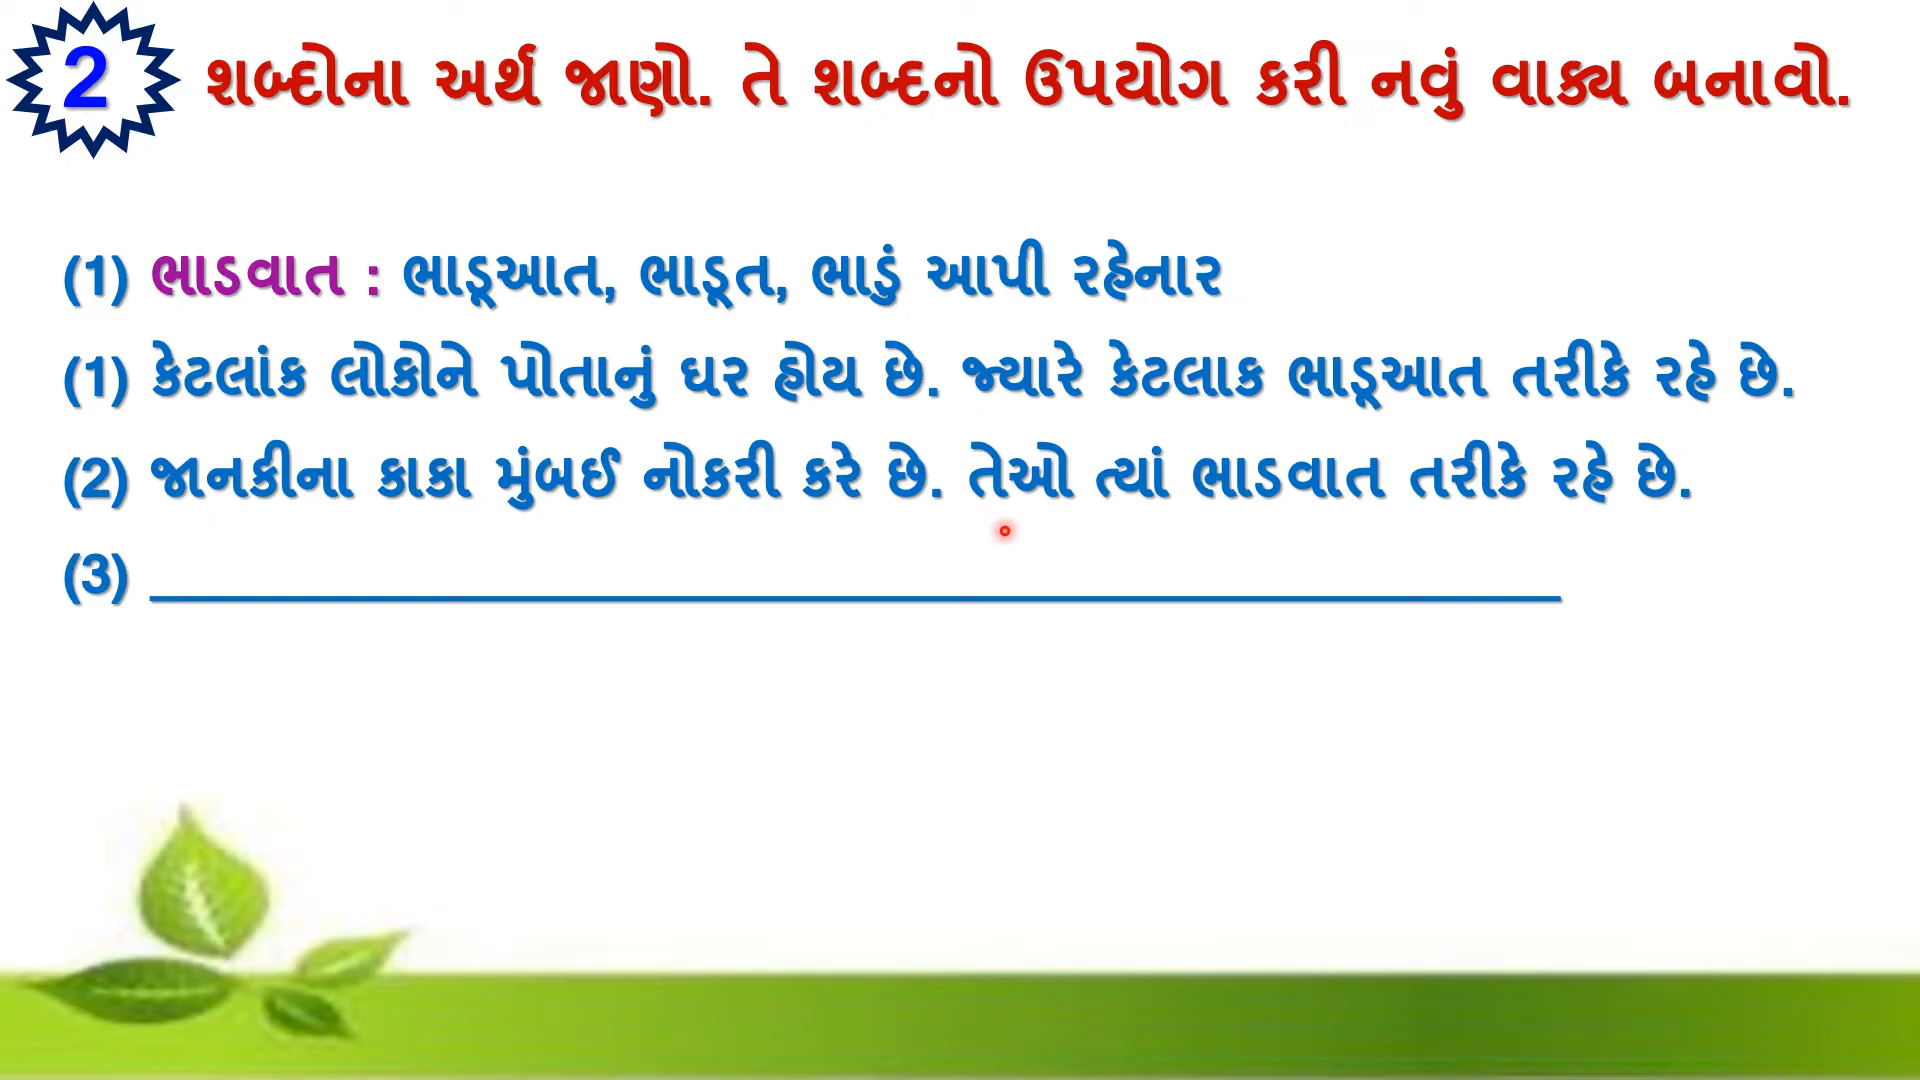 2 શબ્દોના અર્થ જાણો. તે શબ્દનો ઉપયોગ કરી નવું વાક્ય બનાવો.
(1) ભાડવાત : ભાડૂઆત, ભાડૂત, ભાડું આપી રહેનાર
(1) કેટલાંક લોકોને પોતાનું ઘર હોય છે. જ્યારે કેટલાક ભાડૂઆત તરીકે રહે છે.
(2) જાનકીના કાકા મુંબઈ નોકરી કરે છે. તેઓ ત્યાં ભાડવાત તરીકે રહે છે.
(3) ______________________________